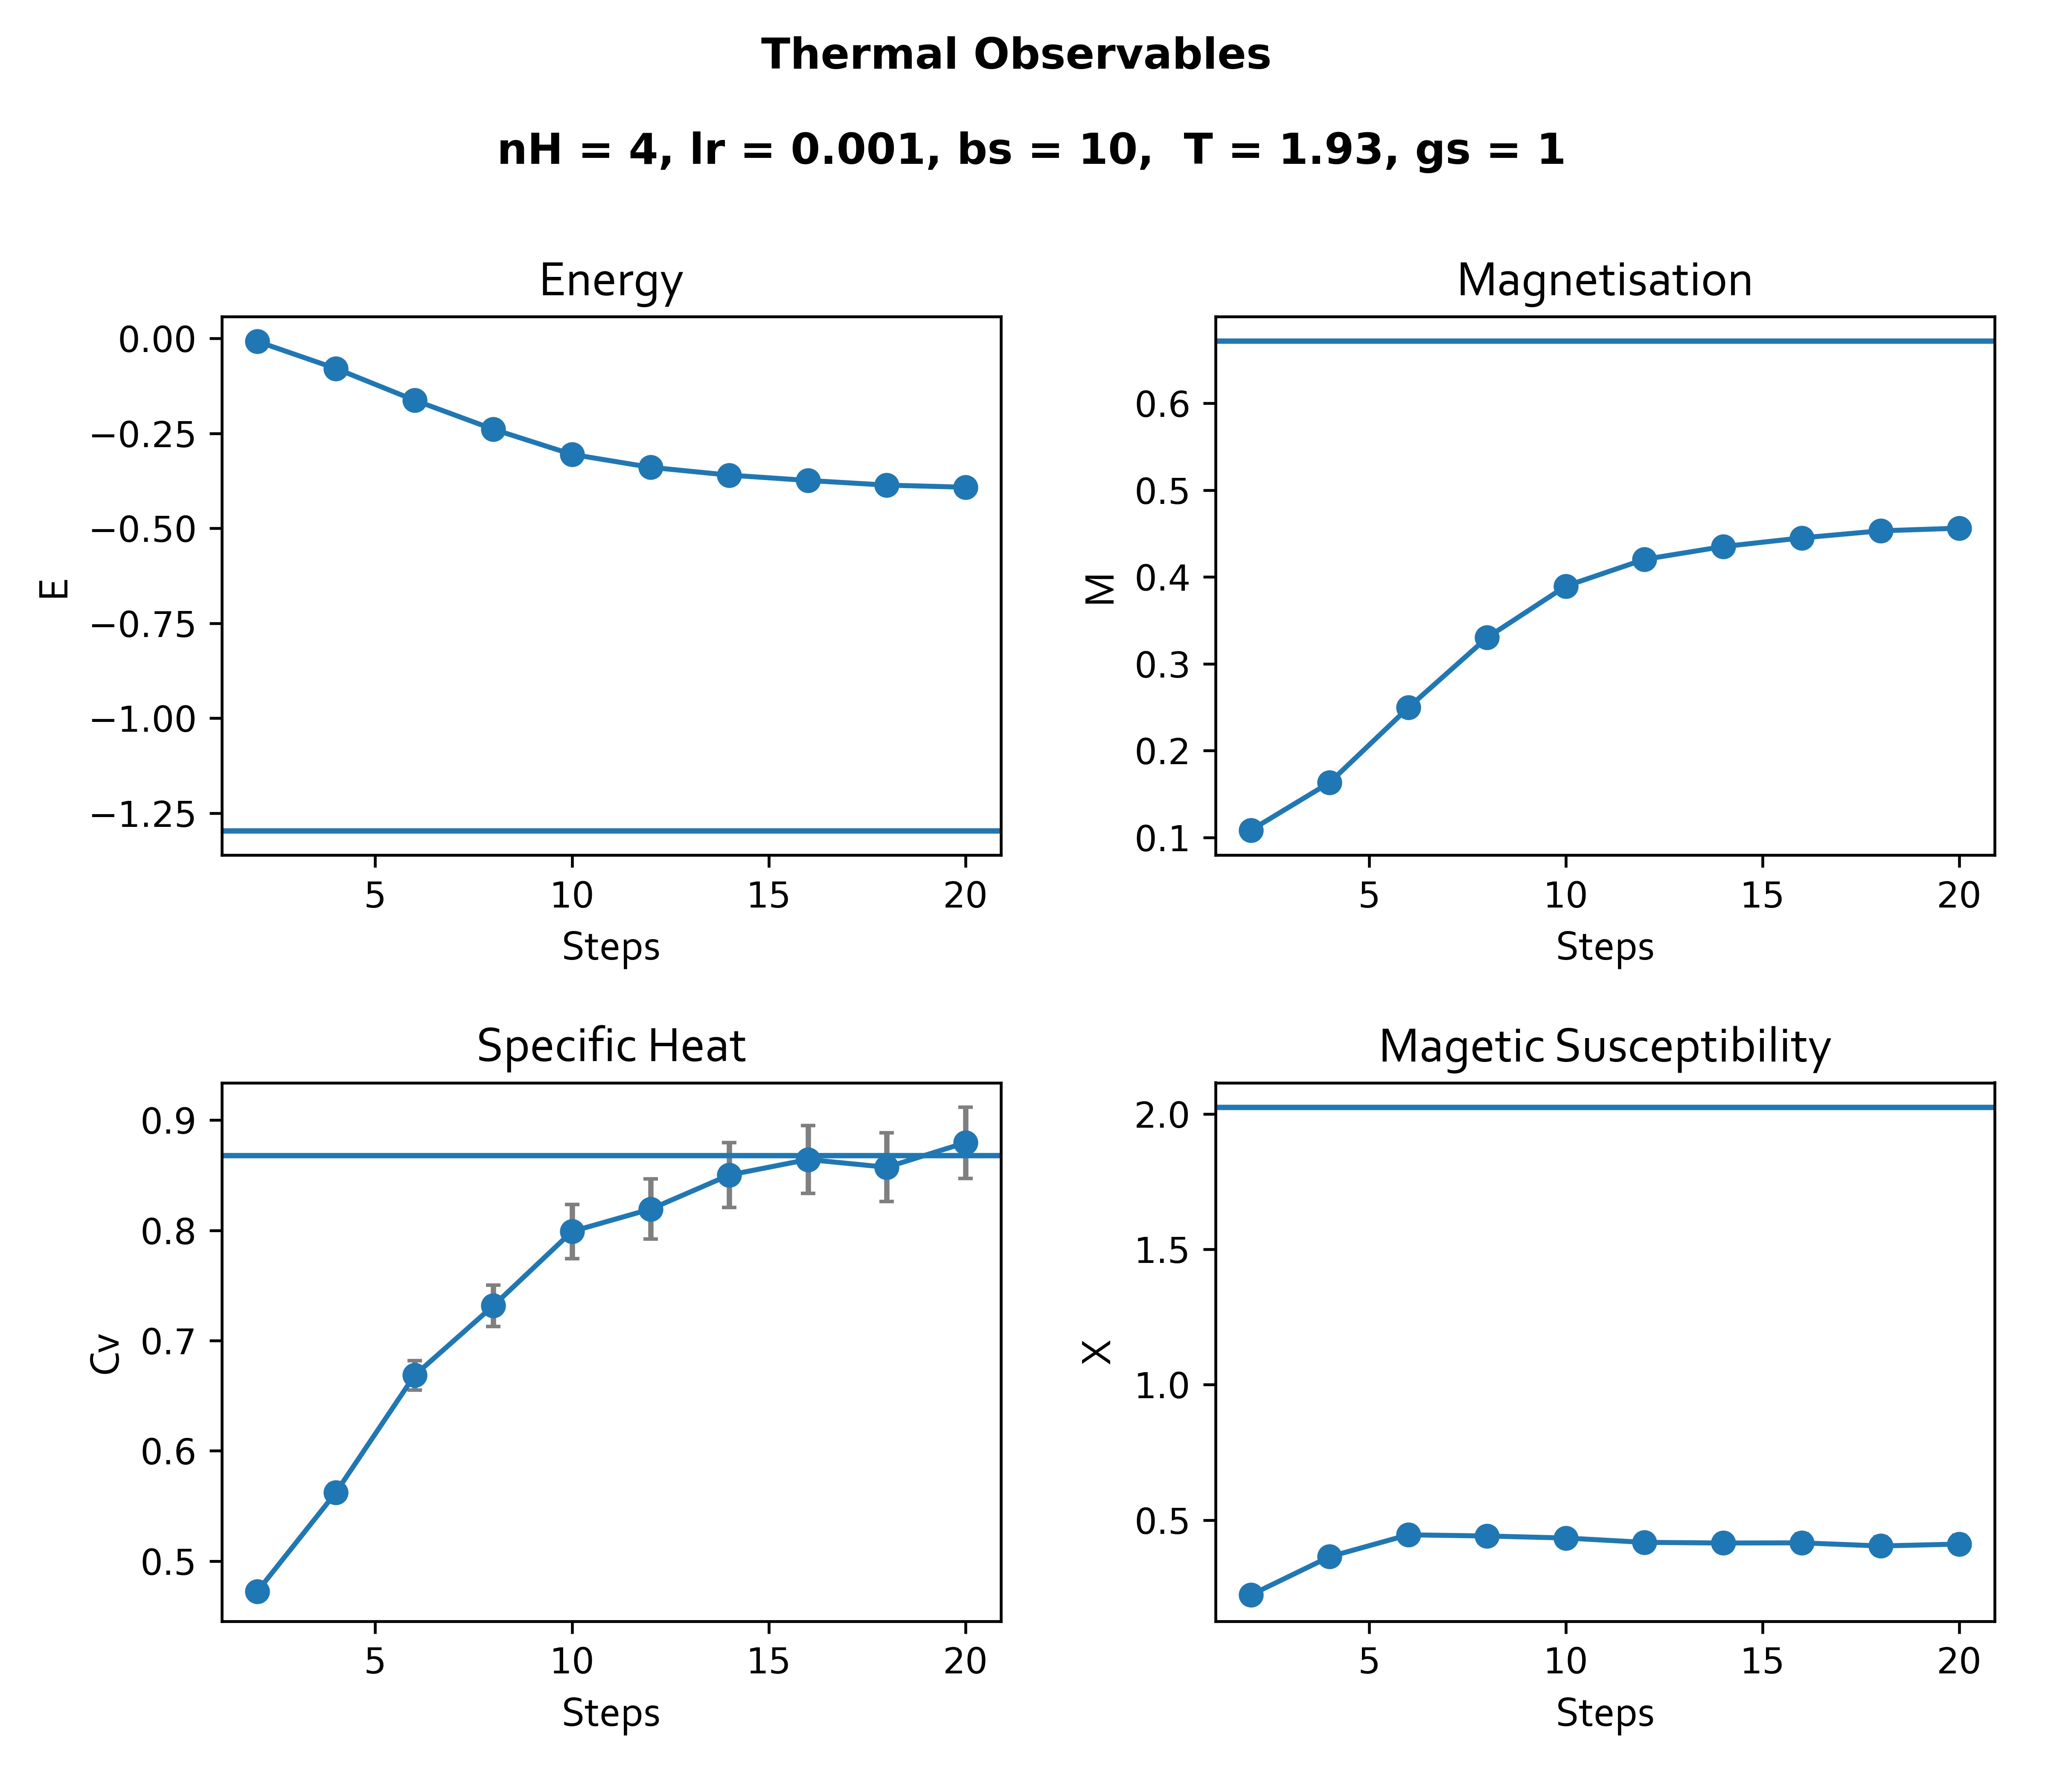 Thermal Observables
nH = 4, lr = 0.001, bs = 10,  T = 1.93, gs = 1
Energy
0.00
−0.25
−0.50
−0.75
−1.00
−1.25
E
5 10 15 20
Steps
Magnetisation
0.6
0.5
0.4
0.3
0.2
0.1
M
5 10 15 20
Steps
Specific Heat
0.9
0.8
0.7
0.6
0.5
Cv
5 10 15 20
Steps
Magetic Susceptibility
2.0
1.5
1.0
0.5
X
5 10 15 20
Steps